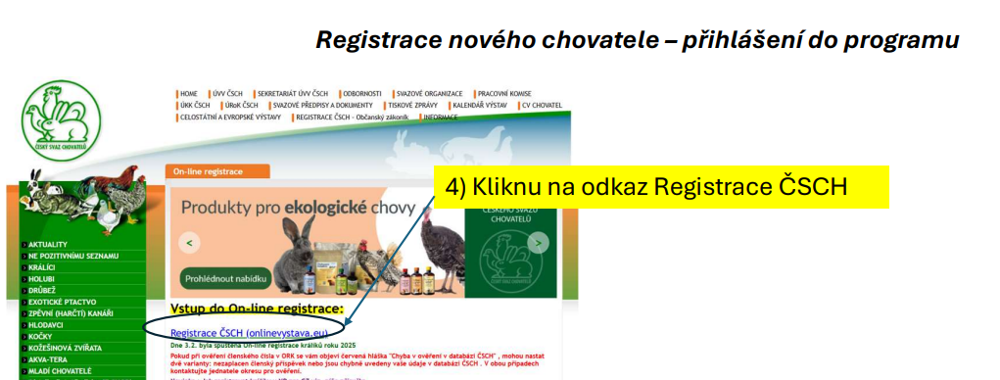 Registrace nového chovatele – přihlášení do programu
HOME ÚVV ČSCH SEKRETARIÁT ÚVV ČSCH ODBORNOSTI SVAZOVÉ ORGANIZACE PRACOVNÍ KOMISE
ÚKK ČSCH ÚRoK ČSCH SVAZOVÉ PŘEDPISY A DOKUMENTY TISKOVÉ ZPRÁVY KALENDÁŘ VÝSTAV CV CHOVATEL
CELOSTÁTNÍ A EVROPSKÉ VÝSTAVY REGISTRACE ČSCH - Občanský zákoník INFORMACE
ČESKÝ SVAZ CHOVATELŮ
On-line registrace
4) Kliknu na odkaz Registrace ČSCH
Produkty pro ekologické chovy
ČESKÉHO SVAZU
CHOVATELŮ
< >
Prohlédnout nabídku
AKTUALITY
NE POZITIVNÍMU SEZNAMU
KRÁLÍCI
HOLUBI
DRŮBEŽ
EXOTICKÉ PTACTVO
ZPĚVNÍ (HARČTÍ) KANÁŘI
HLODAVCI
KOČKY
KOŽEŠINOVÁ ZVÍŘATA
AKVA-TERA
MLADÍ CHOVATELÉ
Vstup do On-line registrace:
Registrace ČSCH (onlinevystava.eu)
Dne 3.2. byla spuštěna On-line registrace králíků roku 2025
Pokud při ověření členského čísla v ORK se vám objeví červená hláška "Chyba v ověření v databází ČSCH" , mohou nastat
dvě varianty: nezaplacen členský příspěvek nebo jsou chybně uvedeny vaše údaje v databází ČSCH . V obou případech
kontaktujte jednatele okresu pro ověření.